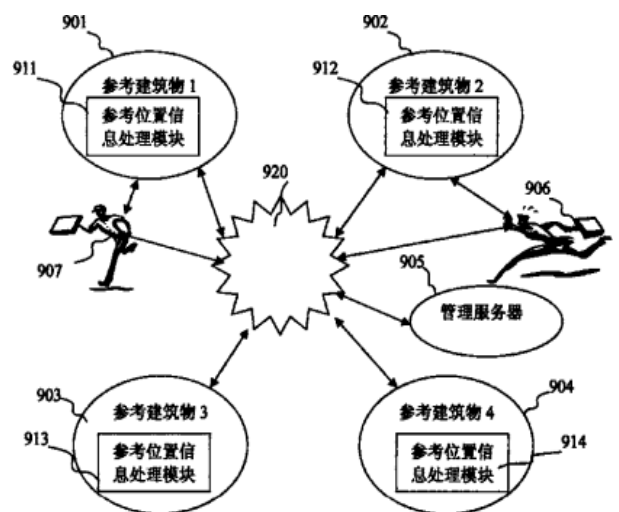 901
902
911
参考建筑物 1
参考位置信
息处理模块
912
参考建筑物 2
参考位置信
息处理模块
920
906
907
905
管理服务器
903
参考建筑物 3
904
参考建筑物 4
913
参考位置信
息处理模块
参考位置信
息处理模块
914